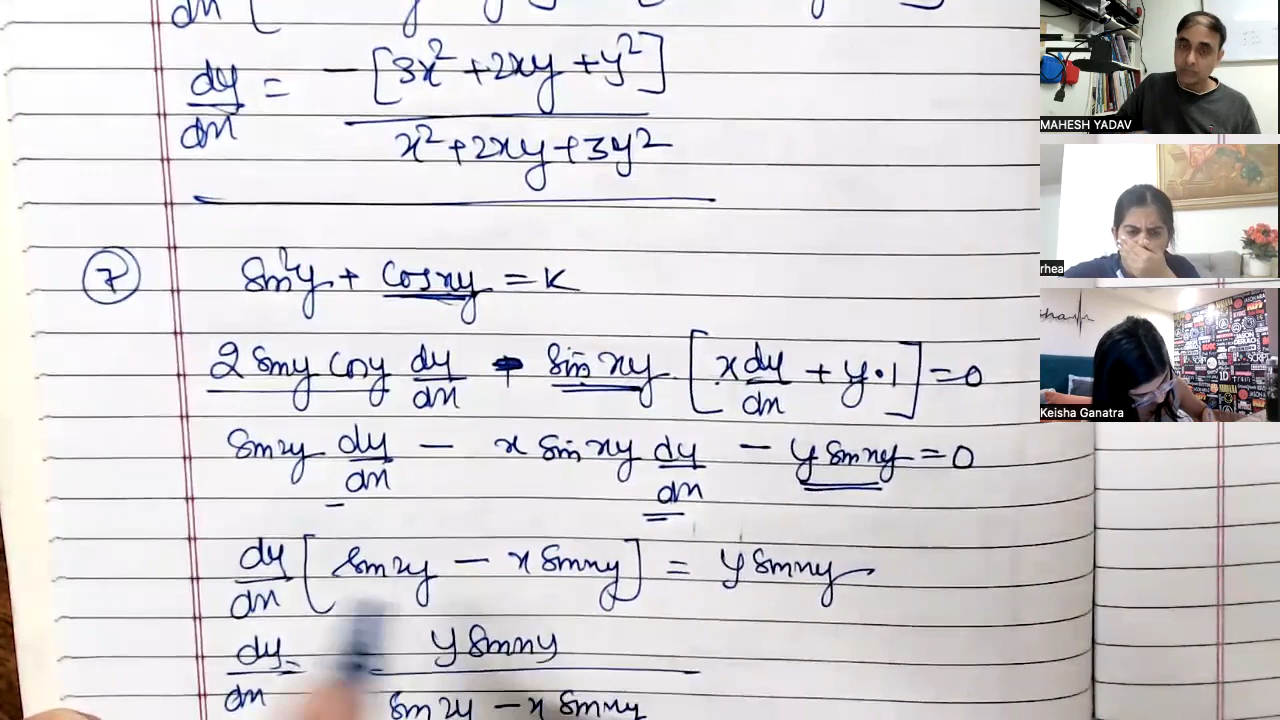 dy/dx = -[3x² + 2xy + y²] / x² + 2xy + 3y²
⑦ sin²y + cos xy = K
2 sin y cos y dy/dx - sin xy [x dy/dx + y·1] = 0
sin 2y dy/dx - x sin xy dy/dx - y sin xy = 0
dy/dx [sin 2y - x sin xy] = y sin xy
dy/dx = y sin xy / sin 2y - x sin xy
MAHESH YADAV
rhea
Keisha Ganatra